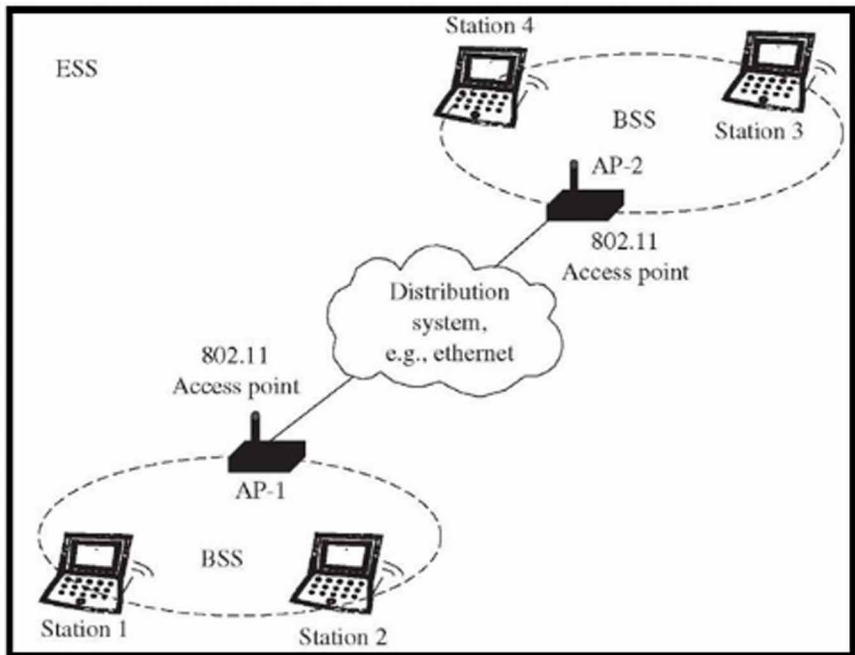 Station 4
ESS
BSS
Station 3
AP-2
802.11
Access point
Distribution
system,
e.g., ethernet
802.11
Access point
AP-1
BSS
Station 1
Station 2